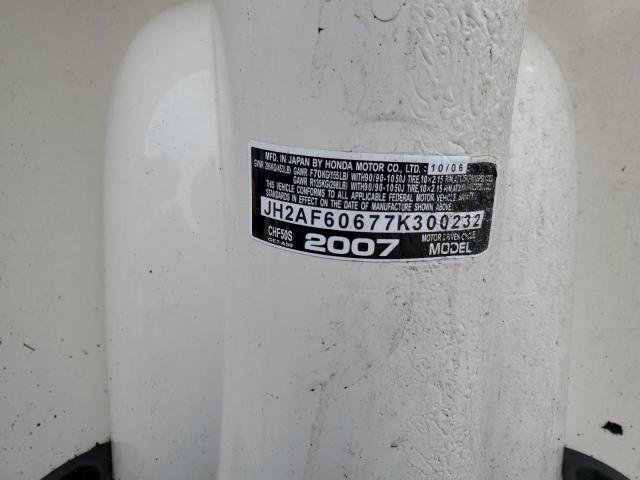 MFD. IN JAPAN BY HONDA MOTOR CO., LTD.: 10/06
GVWR 206KG(453LB) GAWR F70KG(155LB) WITH90/90-10 50J TIRE,10×2.15 RIM,AT
GAWR R135KG(298LB) WITH90/90-10 50J TIRE,10×2.15 RIM,AT
THIS VEHICLE CONFORMS TO ALL APPLICABLE FEDERAL MOTOR VEHICLE SAFETY
STANDARDS IN EFFECT ON THE DATE OF MANUFACTURE SHOWN ABOVE.
JH2AF60677K300232
CHF50S 2007 MOTOR DRIVEN CYCLE
MODEL